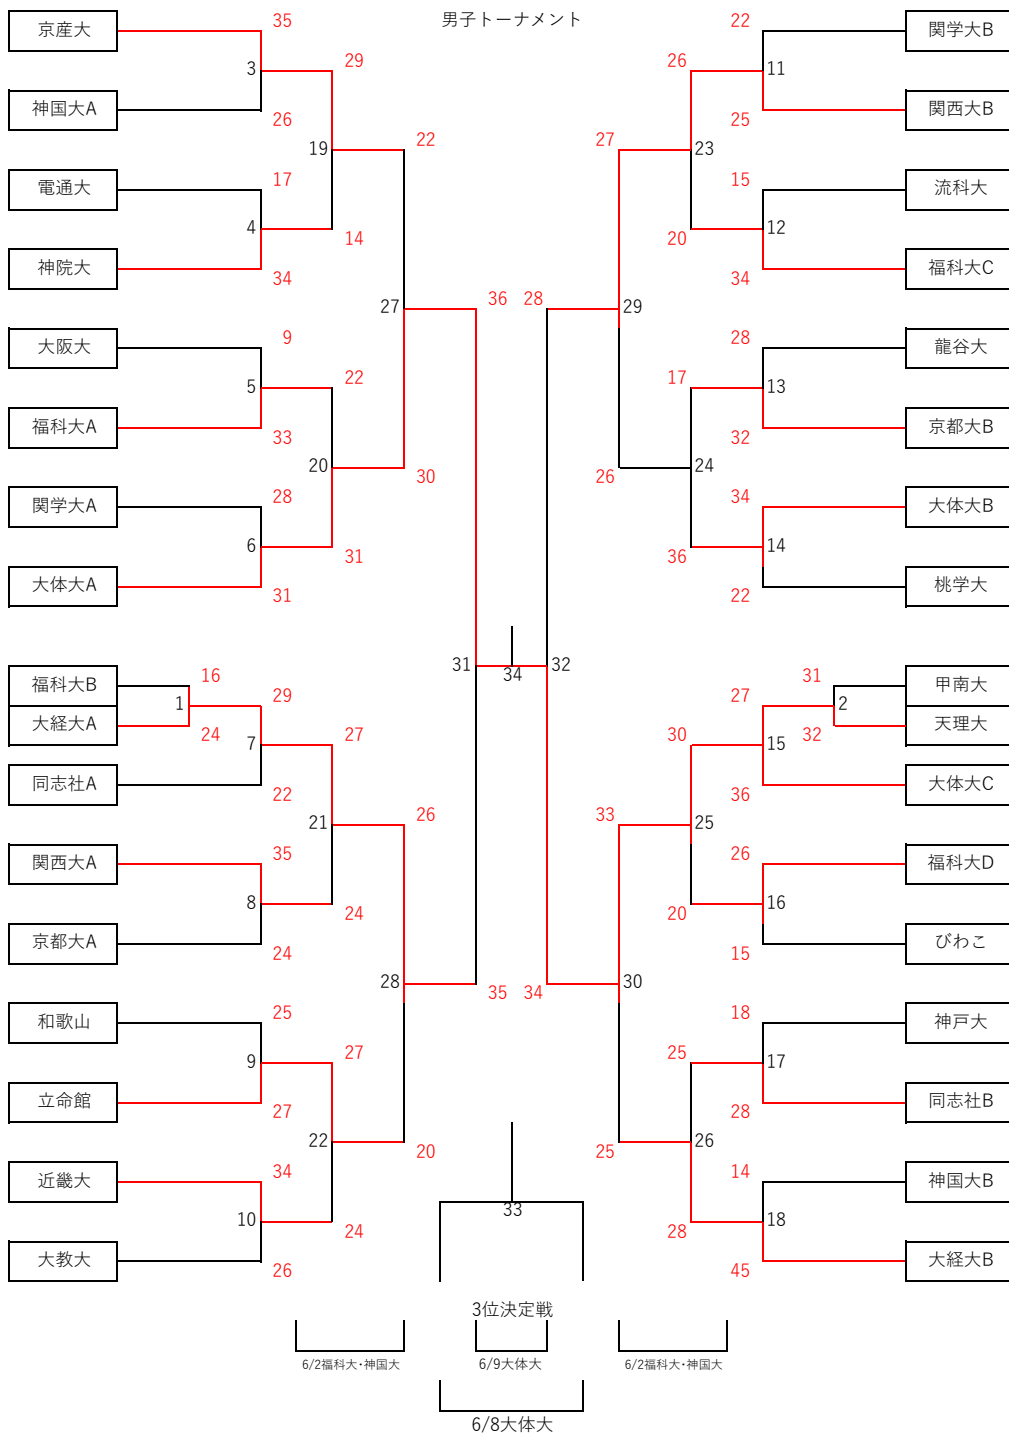 男子トーナメント
京産大
35
3
神国大A
26
29
19
電通大
17
4
神院大
34
14
22
27
大阪大
9
5
福科大A
33
22
20
関学大A
28
6
大体大A
31
31
30
36
31
福科大B
16
1
大経大A
24
29
7
同志社A
22
27
21
関西大A
35
8
京都大A
24
24
26
28
和歌山
25
9
立命館
27
27
22
近畿大
34
10
大教大
26
24
20
35
34
関学大B
22
11
関西大B
25
26
23
流科大
15
12
福科大C
34
20
27
29
龍谷大
28
13
京都大B
32
17
24
大体大B
34
14
桃学大
22
36
26
28
32
甲南大
31
2
天理大
32
27
15
大体大C
36
30
25
福科大D
26
16
びわこ
15
20
33
30
神戸大
18
17
同志社B
28
25
26
神国大B
14
18
大経大B
45
28
25
34
33
3位決定戦
6/2福科大・神国大
6/9大体大
6/2福科大・神国大
6/8大体大